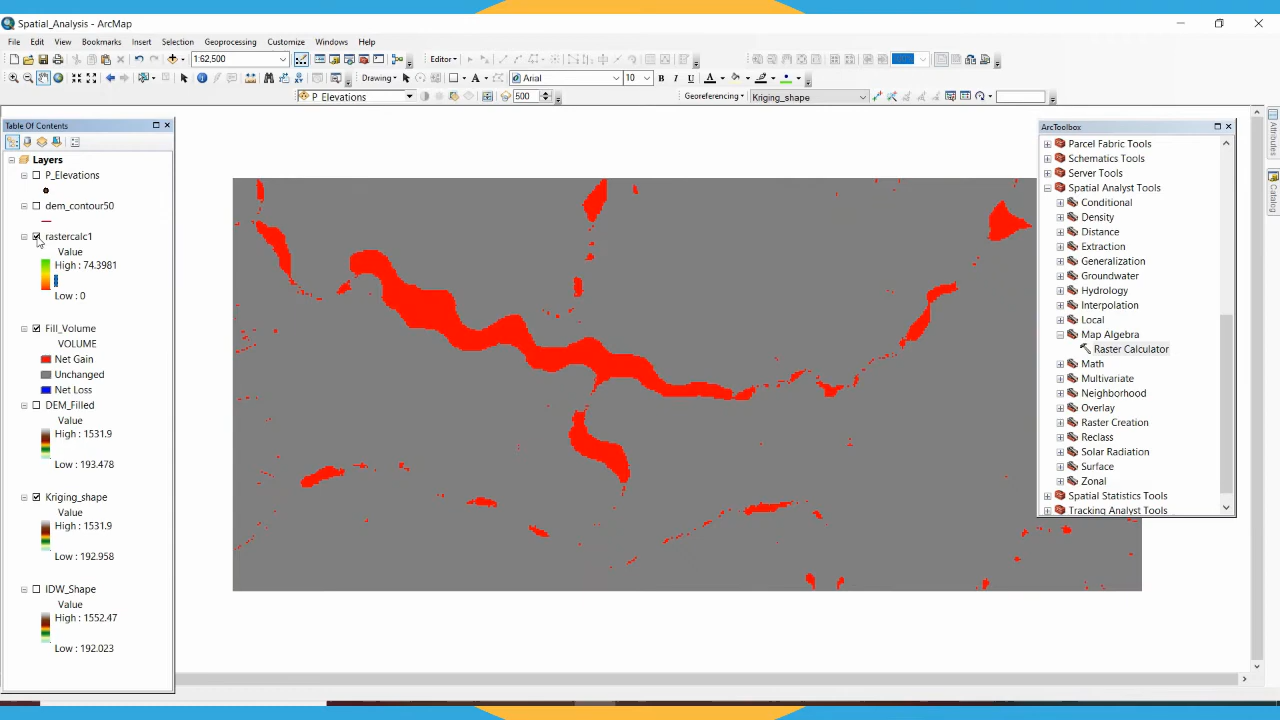 Spatial_Analysis - ArcMap
File Edit View Bookmarks Insert Selection Geoprocessing Customize Windows Help
1:62,500
Editor
Drawing
Arial
10
B I U A
P_Elevations
500
Georeferencing
Kriging_shape
Table Of Contents
Layers
P_Elevations
dem_contour50
rastercalc1
Value
High : 74.3981
Low : 0
Fill_Volume
VOLUME
Net Gain
Unchanged
Net Loss
DEM_Filled
Value
High : 1531.9
Low : 193.478
Kriging_shape
Value
High : 1531.9
Low : 192.958
IDW_Shape
Value
High : 1552.47
Low : 192.023
ArcToolbox
Parcel Fabric Tools
Schematics Tools
Server Tools
Spatial Analyst Tools
Conditional
Density
Distance
Extraction
Generalization
Groundwater
Hydrology
Interpolation
Local
Map Algebra
Raster Calculator
Math
Multivariate
Neighborhood
Overlay
Raster Creation
Reclass
Solar Radiation
Surface
Zonal
Spatial Statistics Tools
Tracking Analyst Tools
Attributes
Catalog